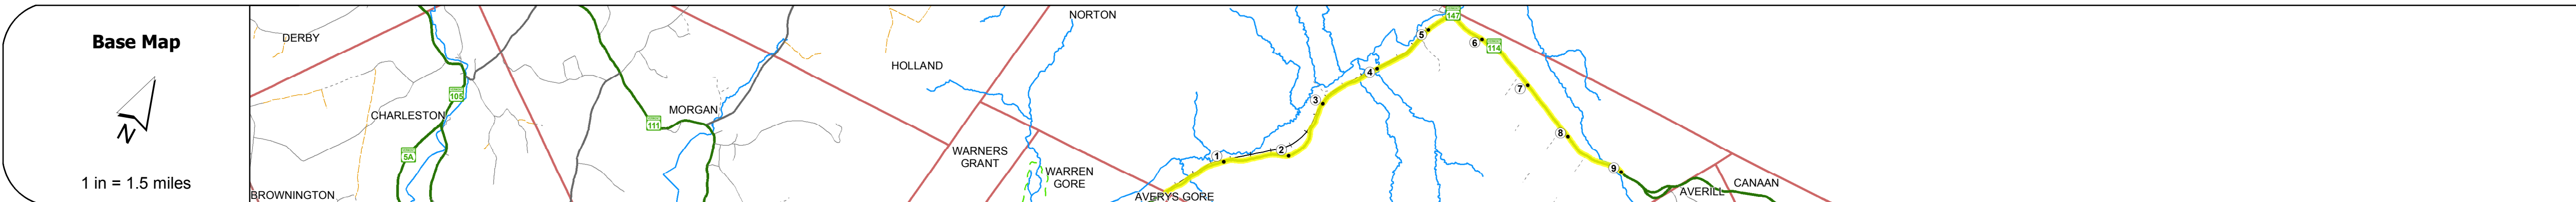 Base Map
N
1 in = 1.5 miles
DERBY
105
CHARLESTON
5A
BROWNINGTON
111
MORGAN
HOLLAND
NORTON
WARNERS
GRANT
WARREN
GORE
AVERYS GORE
1
2
3
4
5
147
6
114
7
8
9
AVERILL
CANAAN